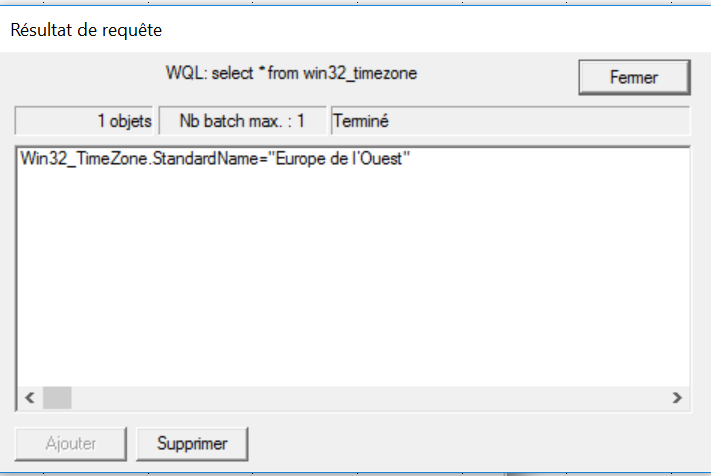 Résultat de requête
WQL: select * from win32_timezone
Fermer
1 objets
Nb batch max. : 1
Terminé
Win32_TimeZone.StandardName="Europe de l'Ouest"
Ajouter
Supprimer